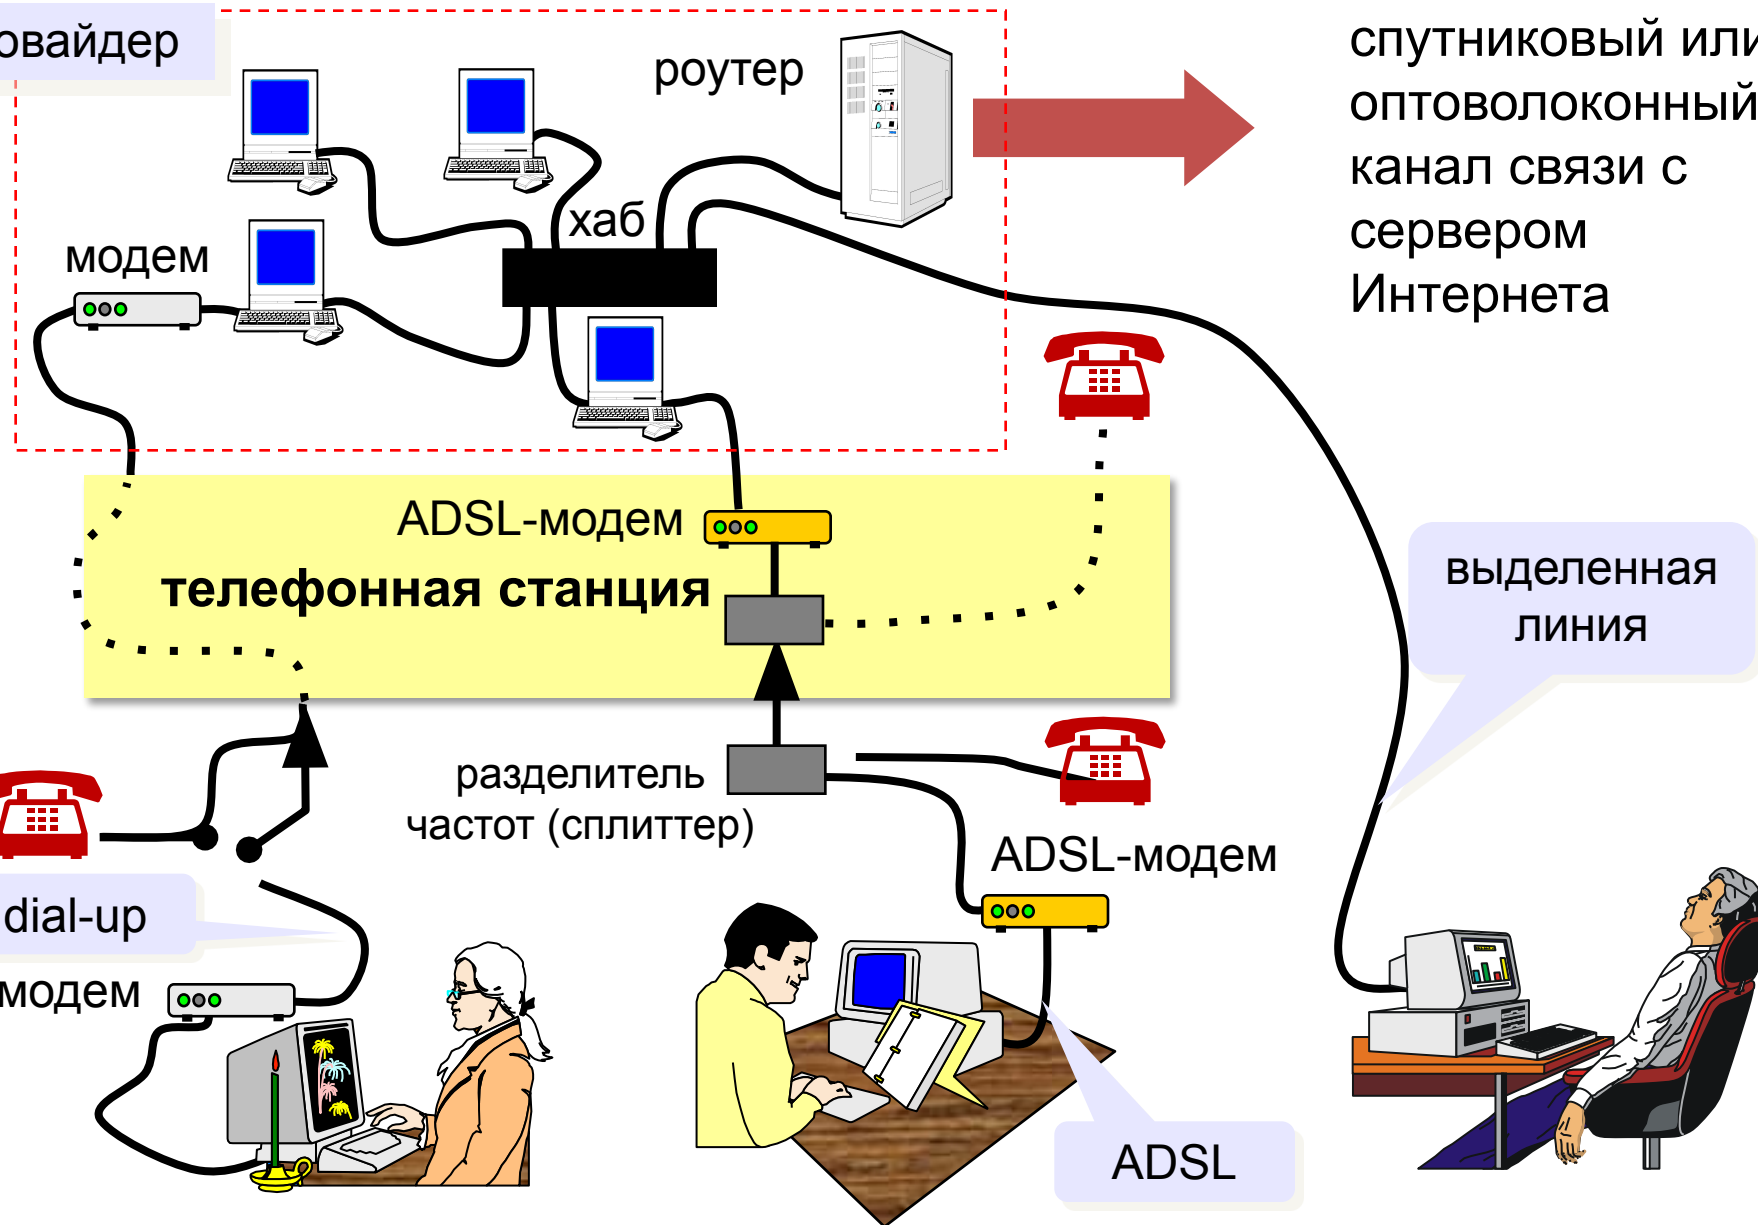 овайдер
роутер
спутниковый или
оптоволоконный
канал связи с
сервером
Интернета
хаб
модем
ADSL-модем
телефонная станция
выделенная
линия
разделитель
частот (сплиттер)
ADSL-модем
dial-up
модем
ADSL